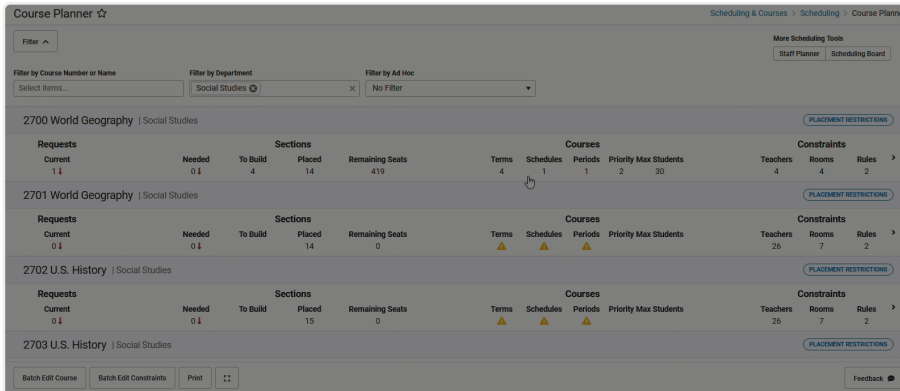 Course Planner
Scheduling & Courses > Scheduling > Course Plann
Filter
More Scheduling Tools
Staff Planner Scheduling Board
Filter by Course Number or Name Filter by Department Filter by Ad Hoc
Select Items... Social Studies No Filter
2700 World Geography | Social Studies PLACEMENT RESTRICTIONS
Requests Sections Courses Constraints
Current Needed To Build Placed Remaining Seats Terms Schedules Periods Priority Max Students Teachers Rooms Rules
1 0 4 14 419 4 1 1 2 30 4 4 2
2701 World Geography | Social Studies PLACEMENT RESTRICTIONS
Requests Sections Courses Constraints
Current Needed To Build Placed Remaining Seats Terms Schedules Periods Priority Max Students Teachers Rooms Rules
0 0 14 0 26 7 2
2702 U.S. History | Social Studies PLACEMENT RESTRICTIONS
Requests Sections Courses Constraints
Current Needed To Build Placed Remaining Seats Terms Schedules Periods Priority Max Students Teachers Rooms Rules
0 0 15 0 26 7 2
2703 U.S. History | Social Studies PLACEMENT RESTRICTIONS
Batch Edit Course Batch Edit Constraints Print Feedback